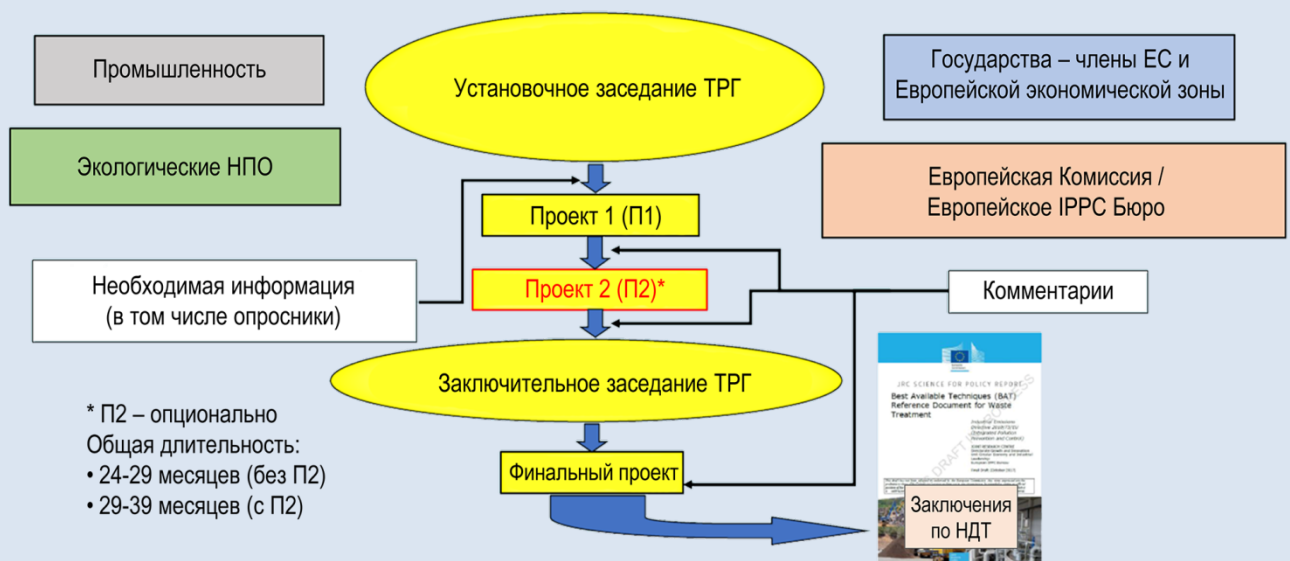 Промышленность
Установочное заседание ТРГ
Государства – члены ЕС и
Европейской экономической зоны
Экологические НПО
Европейская Комиссия /
Европейское IPPC Бюро
Проект 1 (П1)
Необходимая информация
(в том числе опросники)
Проект 2 (П2)*
Комментарии
Заключительное заседание ТРГ
* П2 – опционально
Общая длительность:
• 24-29 месяцев (без П2)
• 29-39 месяцев (с П2)
Финальный проект
JRC SCIENCE FOR POLICY REPORT
Best Available Techniques (BAT)
Reference Document for Waste
Treatment
Заключения
по НДТ